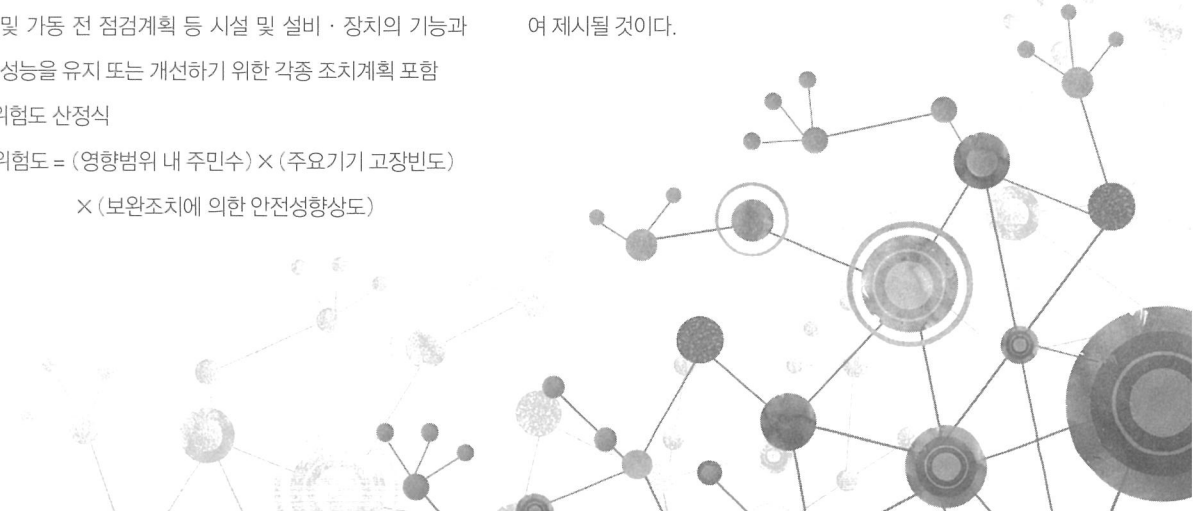 및 가동 전 점검계획 등 시설 및 설비 · 장치의 기능과
성능을 유지 또는 개선하기 위한 각종 조치계획 포함
위험도 산정식
위험도 = (영향범위 내 주민수) × (주요기기 고장빈도)
× (보완조치에 의한 안전성향상도)
여 제시될 것이다.